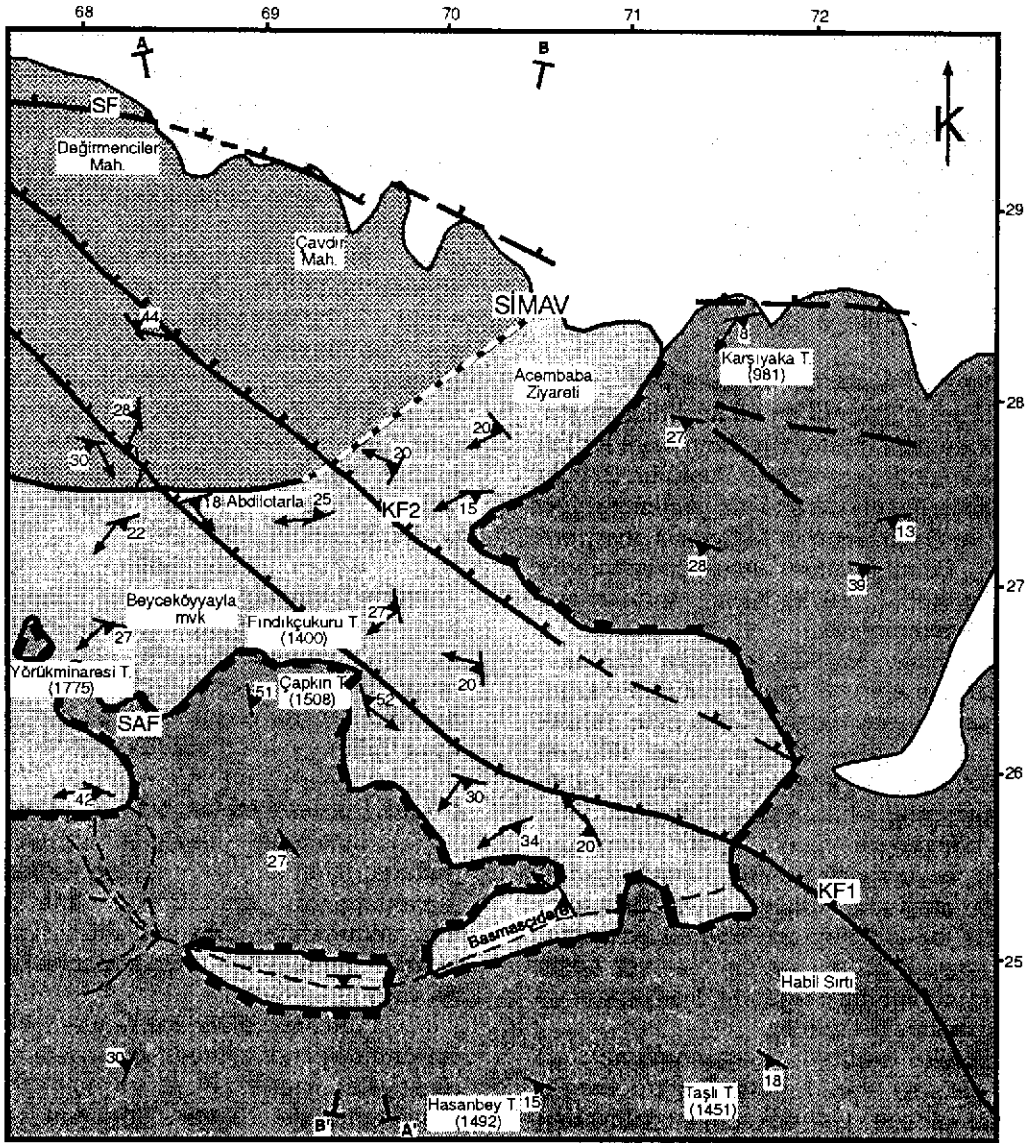 68 69 70 71 72
A B
K
SF
Değirmenciler
Mah.
29
Çavdır
Mah.
SİMAV
44
8
Karşıyaka T.
(981)
Acembaba
Ziyareti
28
28
20
27
30
20
18 Abdilotarla 25
15
KF2
22
13
28
39
27
Beyceköyyayla
mvk
27
Fındıkçukuru T.
(1400)
27
Yörükminaresi T.
(1775)
20
51
Çapkın T.
(1508)
52
SAF
26
42
30
34
20
27
KF1
Basmaşçıdere
25
Habil Sırtı
30
18
Hasanbey T.
(1492)
15
Taşlı T.
(1451)
B' A'